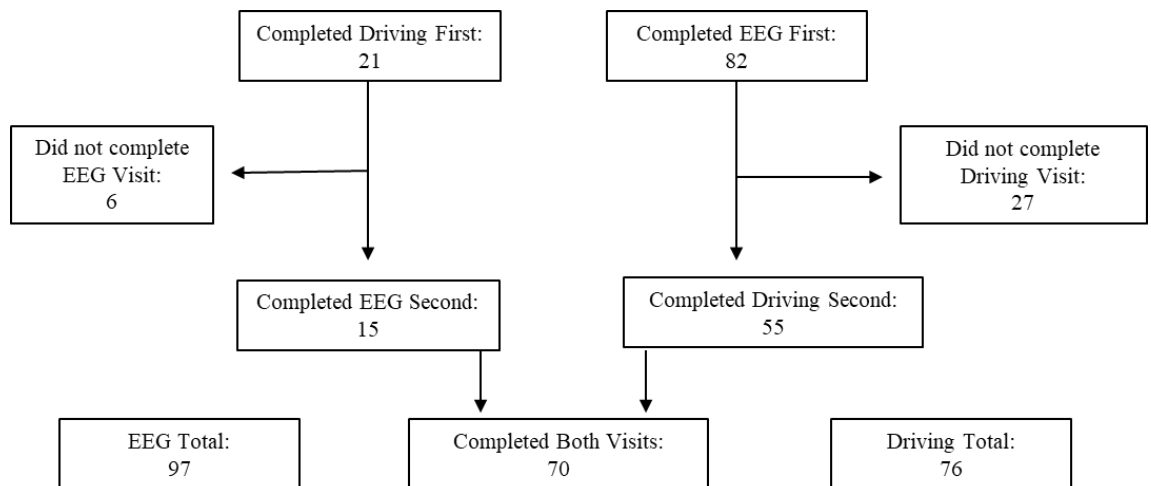 Completed Driving First:
21
Completed EEG First:
82
Did not complete
EEG Visit:
6
Did not complete
Driving Visit:
27
Completed EEG Second:
15
Completed Driving Second:
55
EEG Total:
97
Completed Both Visits:
70
Driving Total:
76